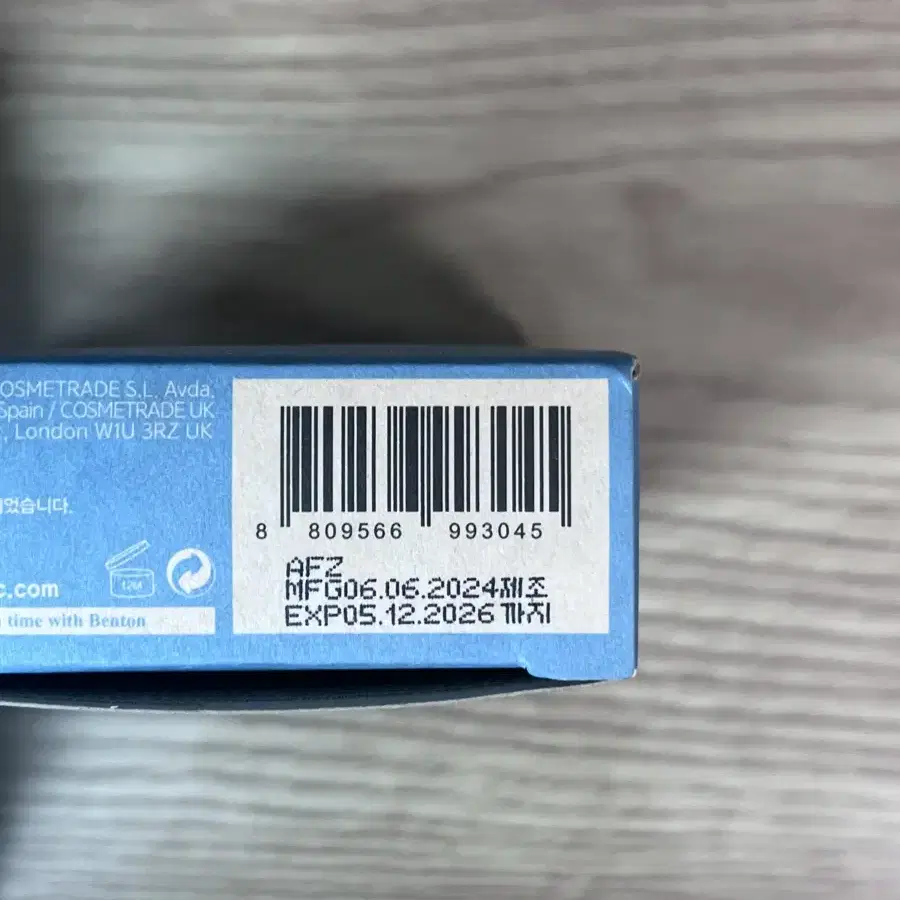 COSMETRADE S.L. Avda.
Spain / COSMETRADE UK
, London W1U 3RZ UK
었습니다.
12M
c.com
time with Benton
8 809566 993045
AFZ
MFG06.06.2024제조
EXP05.12.2026까지